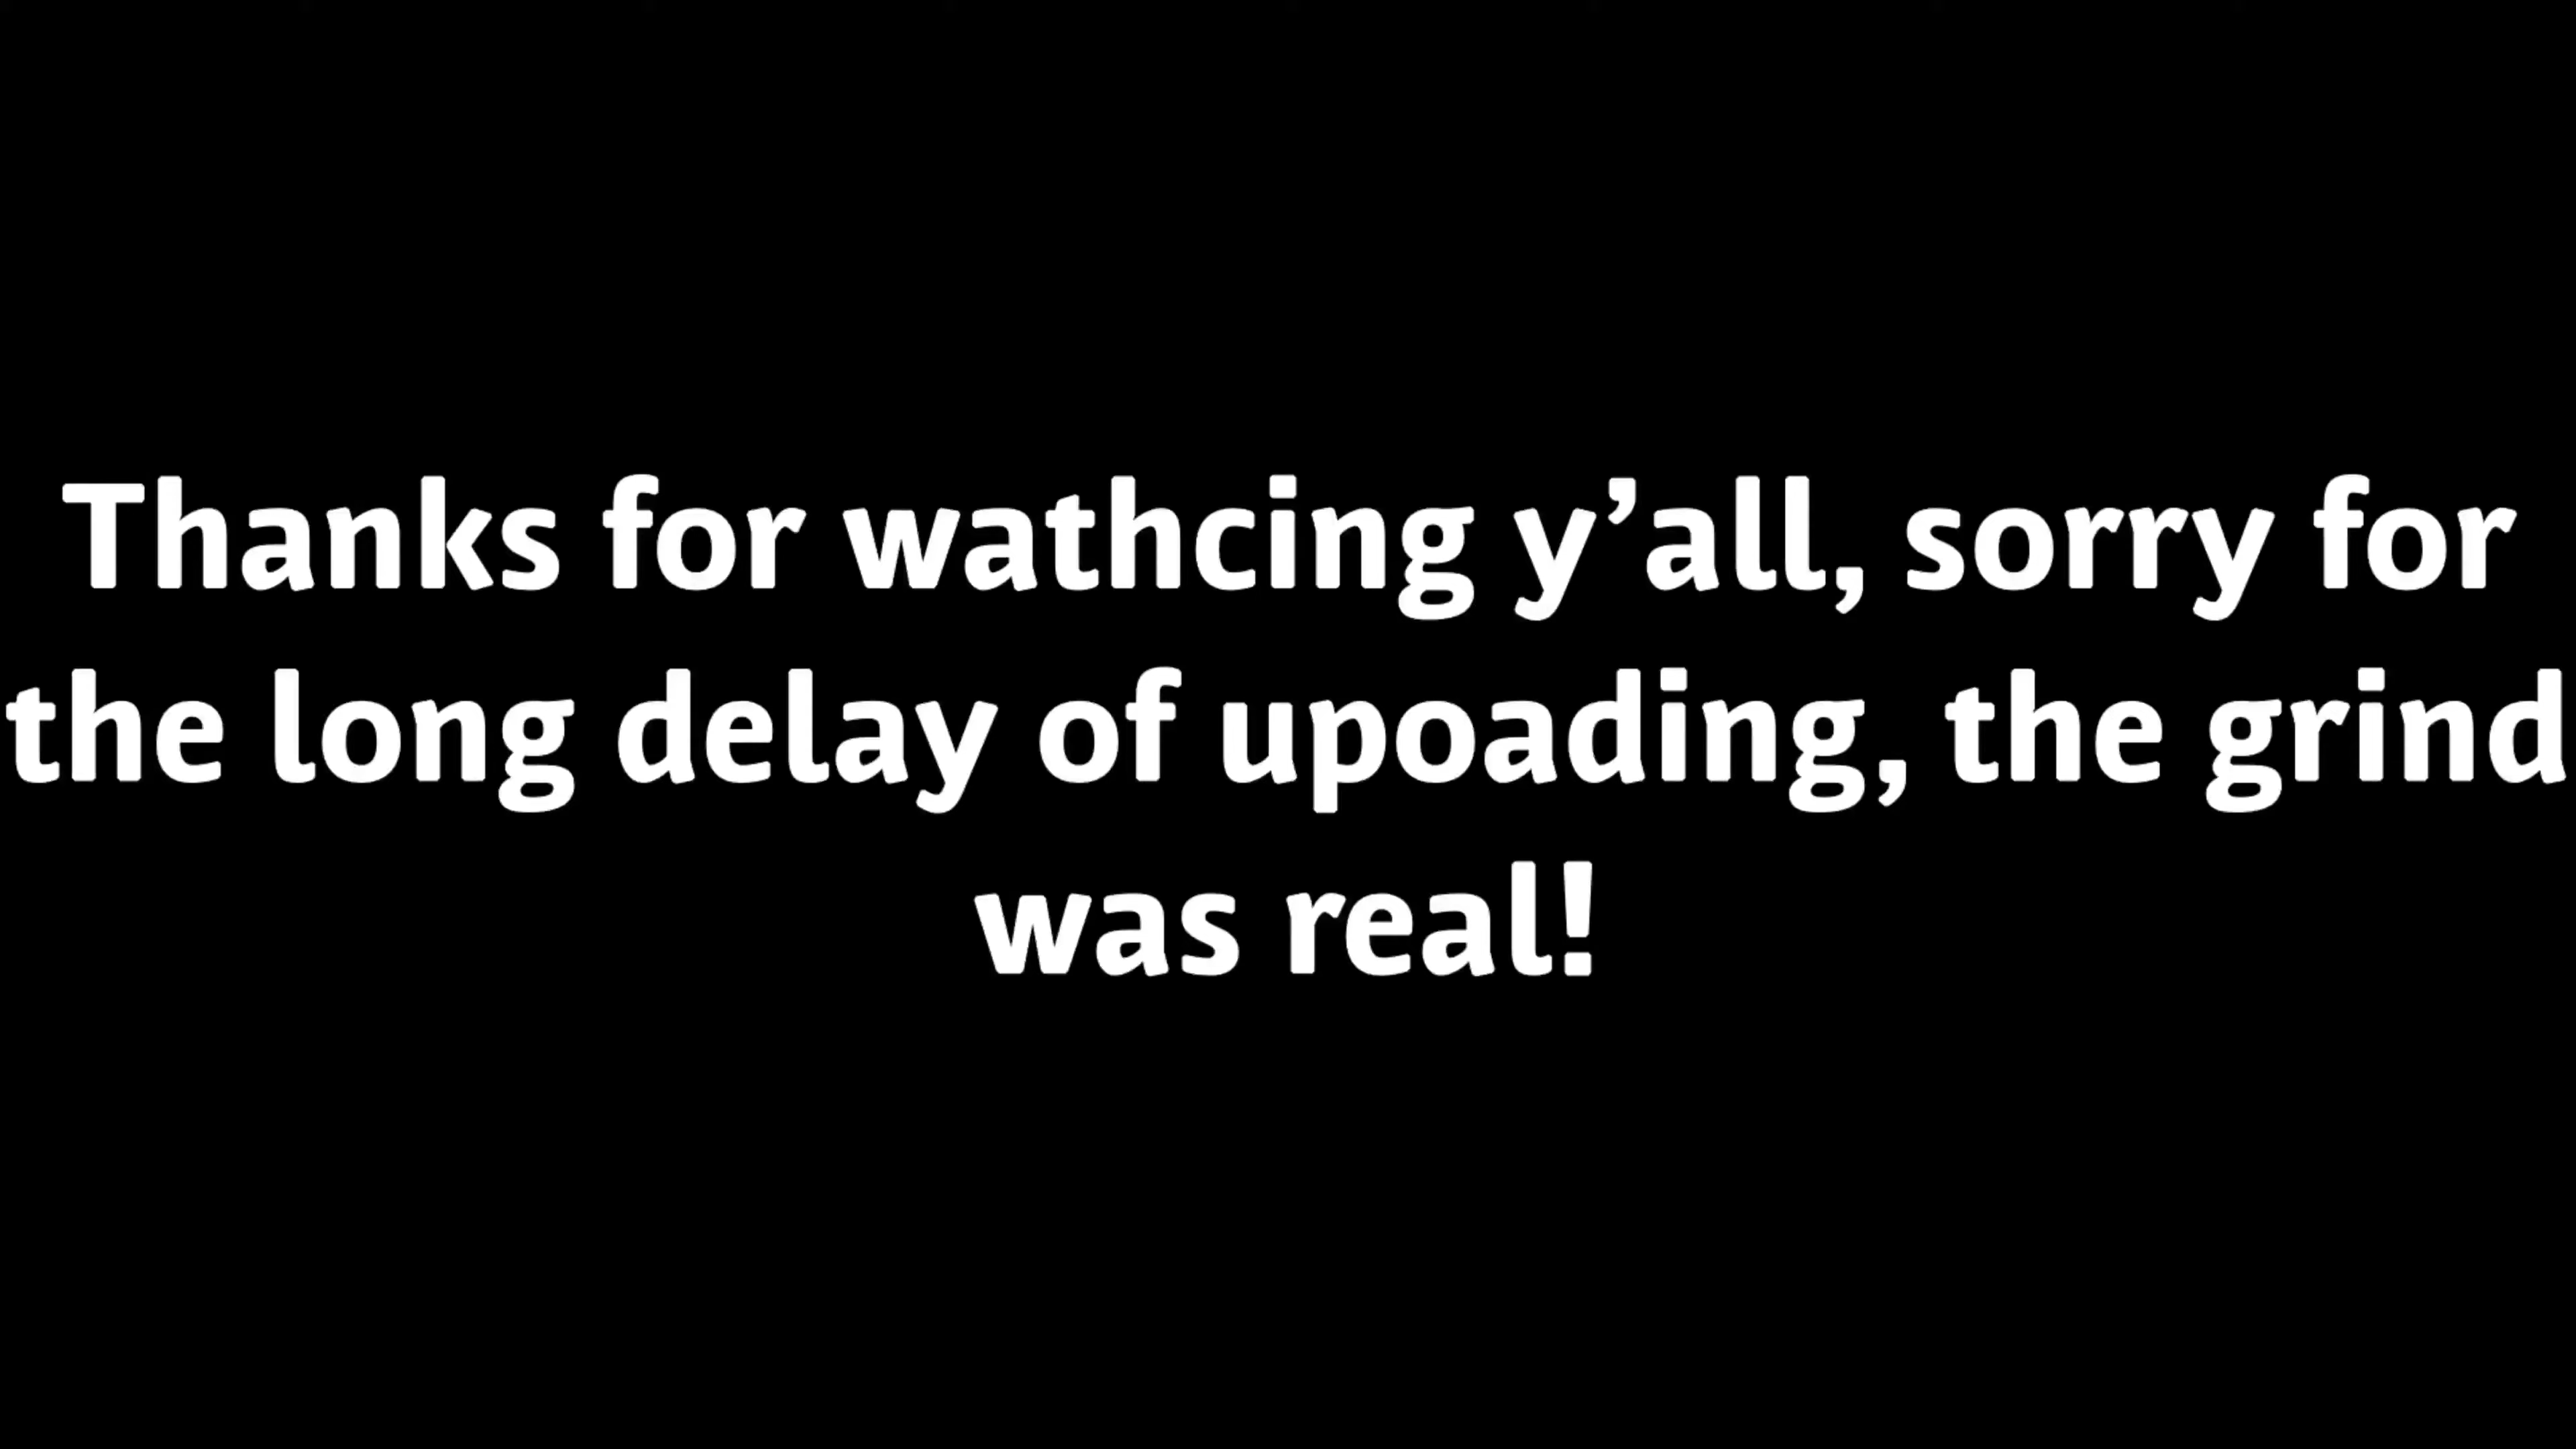 Thanks for wathcing y’all, sorry for
the long delay of upoading, the grind
was real!